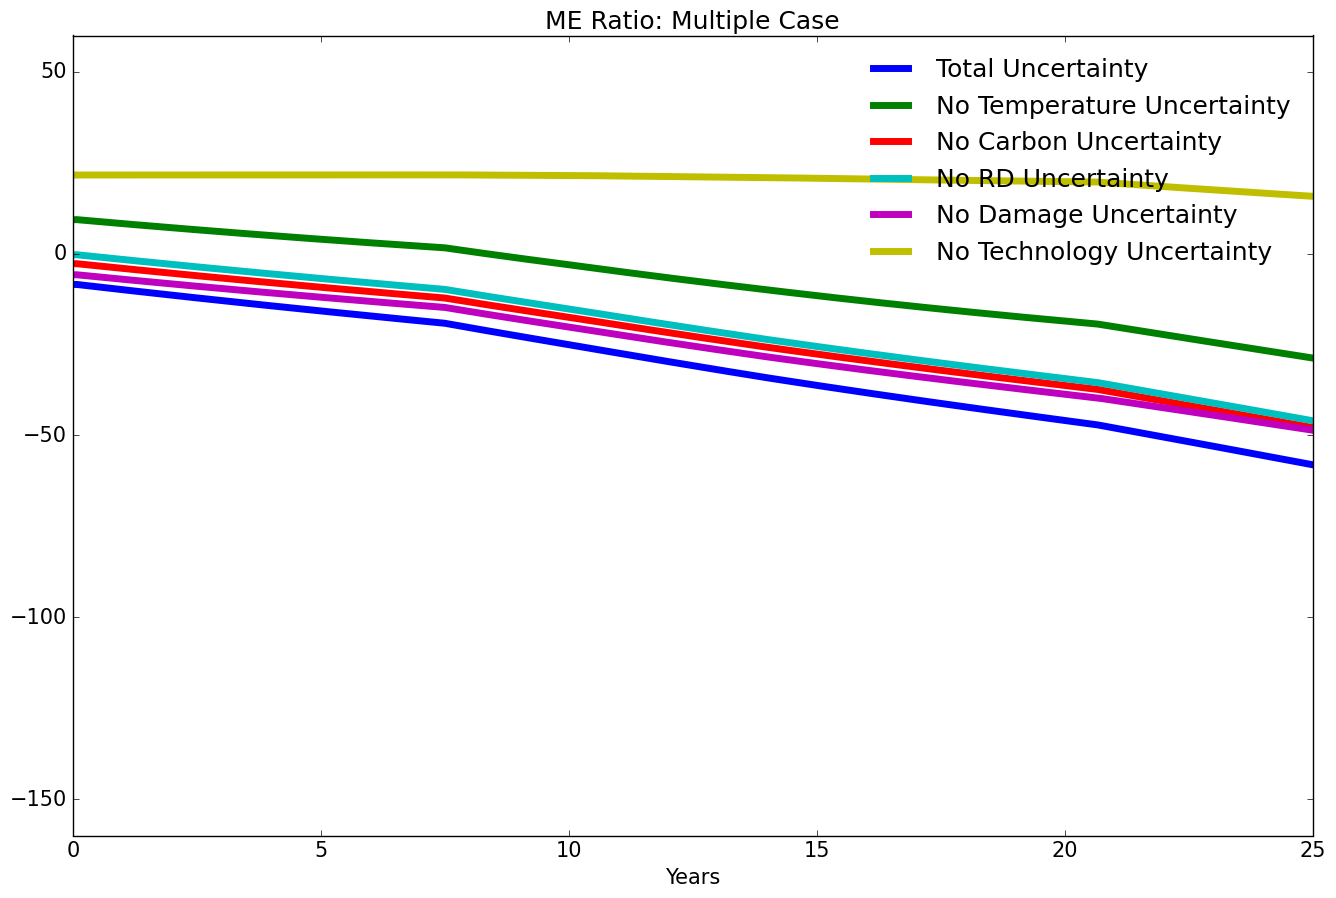 ME Ratio: Multiple Case
50
0
−50
−100
−150
Total Uncertainty
No Temperature Uncertainty
No Carbon Uncertainty
No RD Uncertainty
No Damage Uncertainty
No Technology Uncertainty
0 5 10 15 20 25
Years